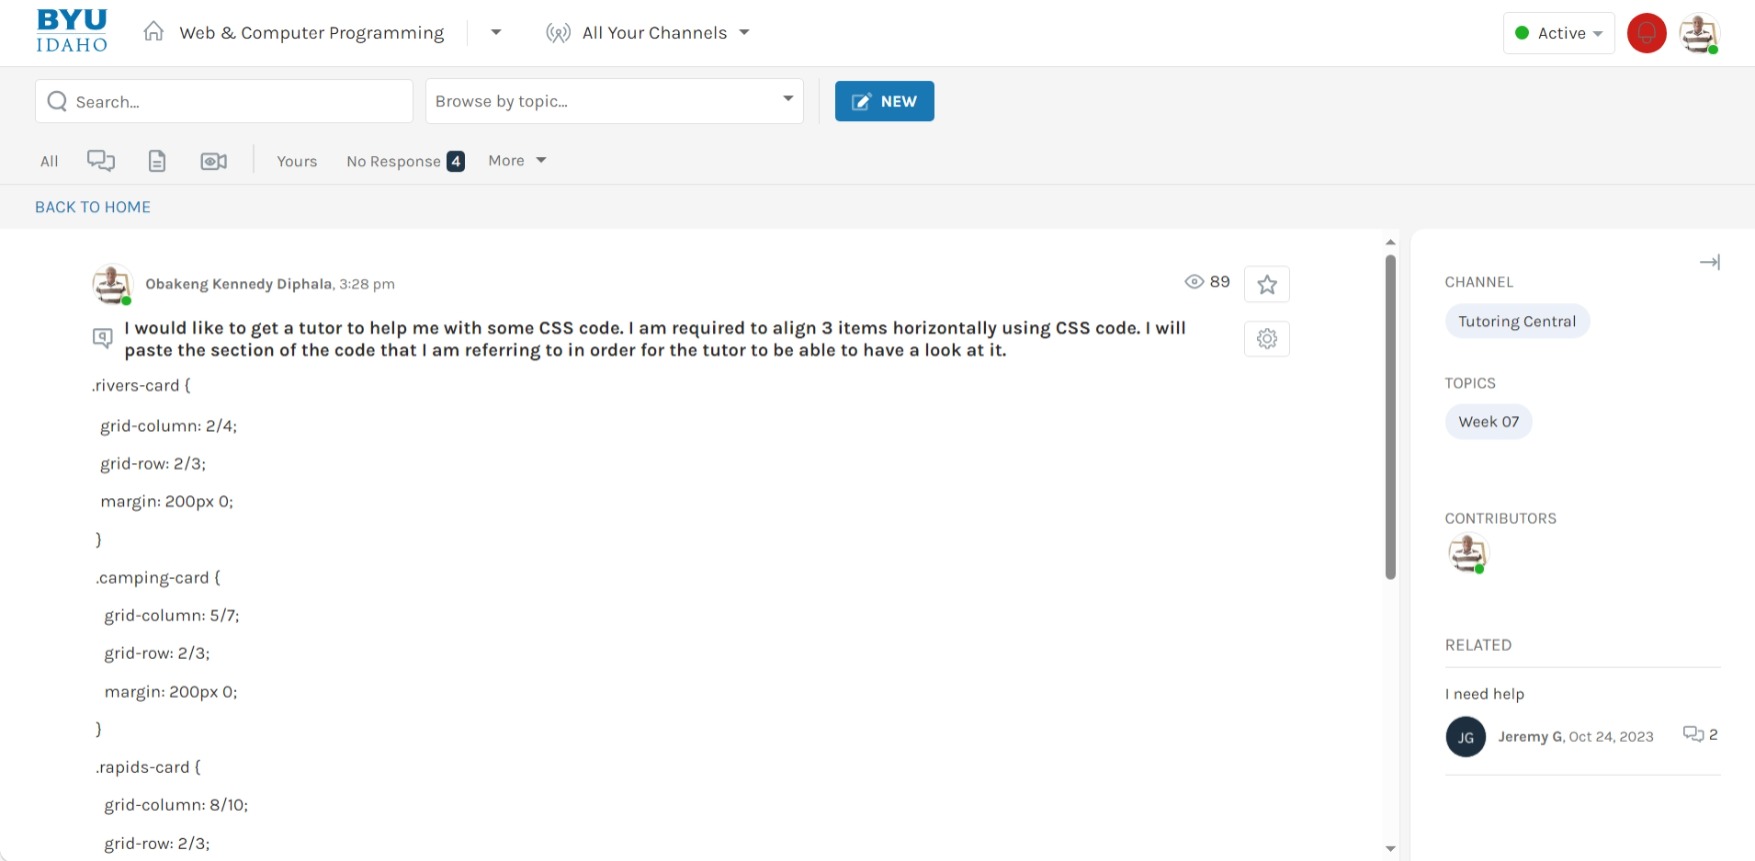 BYU
IDAHO
Web & Computer Programming
All Your Channels
Active
Search...
Browse by topic...
NEW
All
Yours
No Response 4
More
BACK TO HOME
Obakeng Kennedy Diphala, 3:28 pm
89
I would like to get a tutor to help me with some CSS code. I am required to align 3 items horizontally using CSS code. I will
paste the section of the code that I am referring to in order for the tutor to be able to have a look at it.
.rivers-card {
grid-column: 2/4;
grid-row: 2/3;
margin: 200px 0;
}
.camping-card {
grid-column: 5/7;
grid-row: 2/3;
margin: 200px 0;
}
.rapids-card {
grid-column: 8/10;
grid-row: 2/3;
CHANNEL
Tutoring Central
TOPICS
Week 07
CONTRIBUTORS
RELATED
I need help
JG
Jeremy G, Oct 24, 2023
2